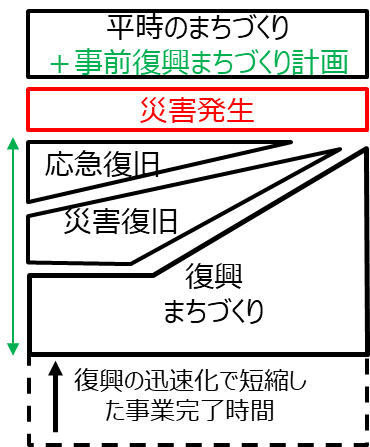 平時のまちづくり
＋事前復興まちづくり計画
災害発生
応急復旧
災害復旧
復興
まちづくり
復興の迅速化で短縮し
た事業完了時間